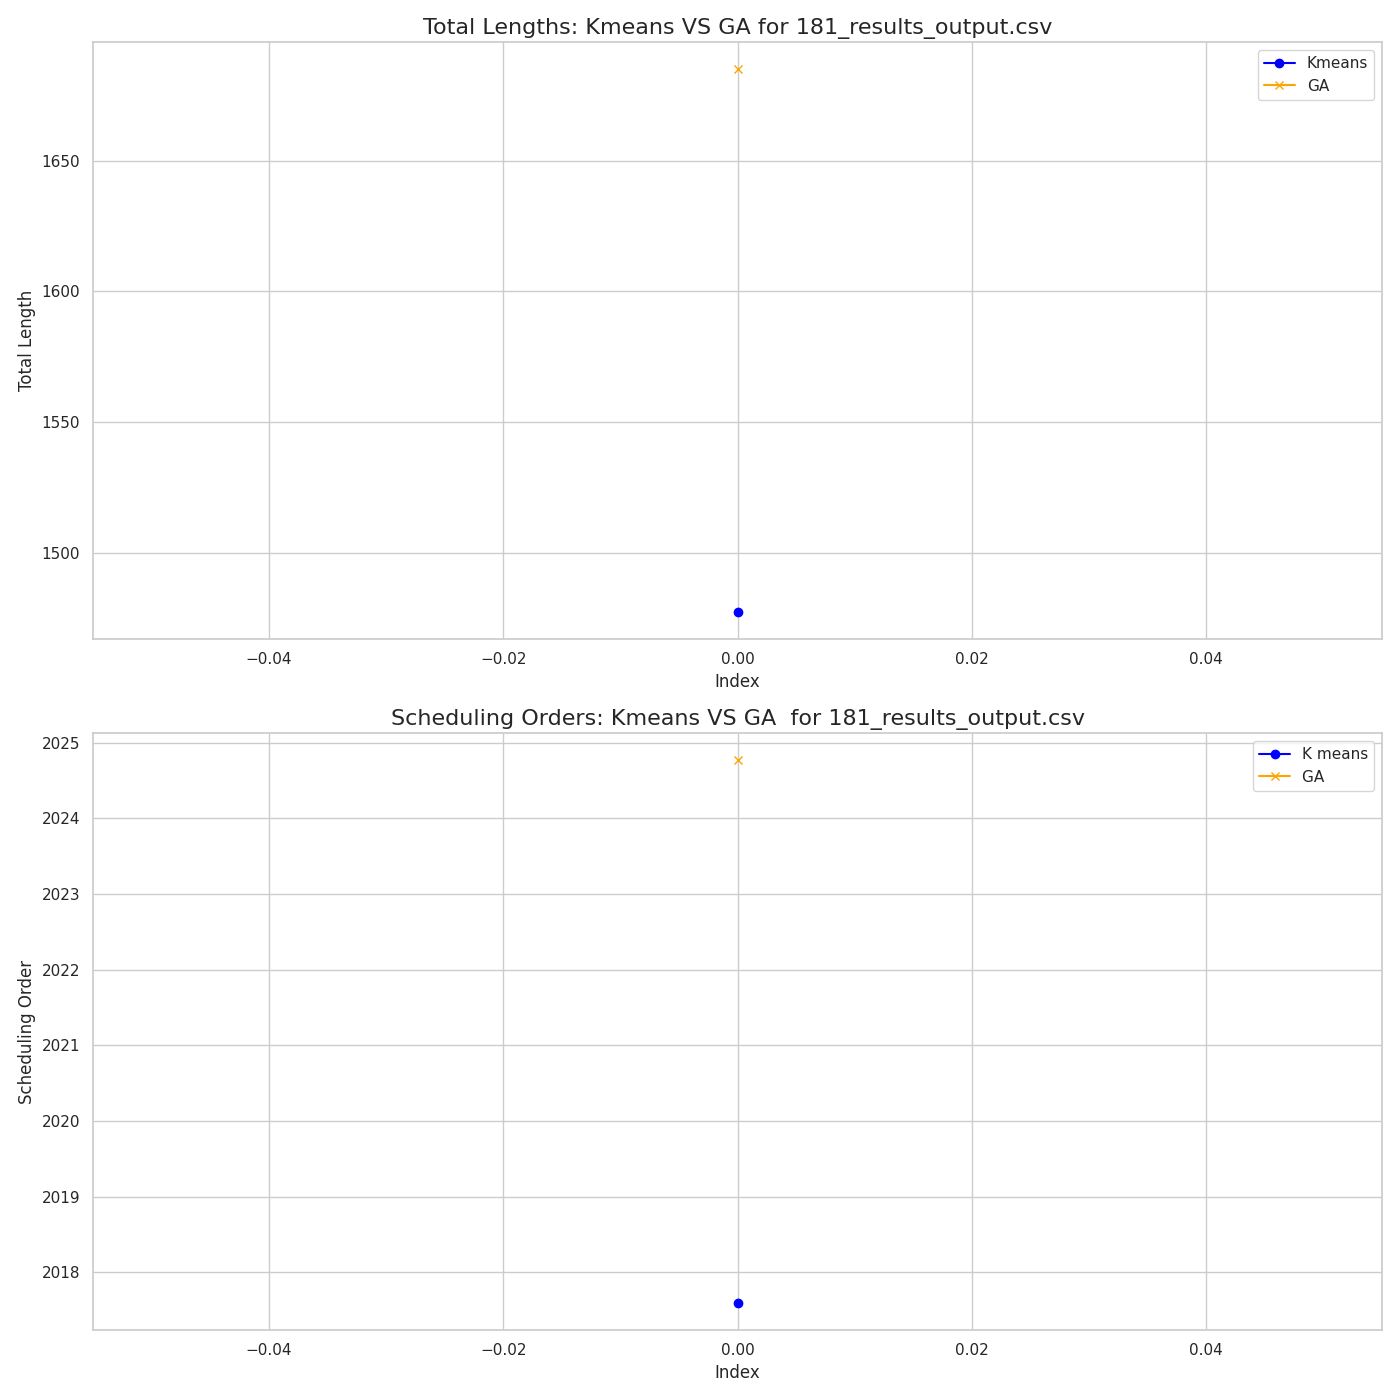 Total Lengths: Kmeans VS GA for 181_results_output.csv
Kmeans
GA
1650
1600
1550
1500
Total Length
−0.04
−0.02
0.00
0.02
0.04
Index
Scheduling Orders: Kmeans VS GA  for 181_results_output.csv
K means
GA
2025
2024
2023
2022
2021
2020
2019
2018
Scheduling Order
−0.04
−0.02
0.00
0.02
0.04
Index